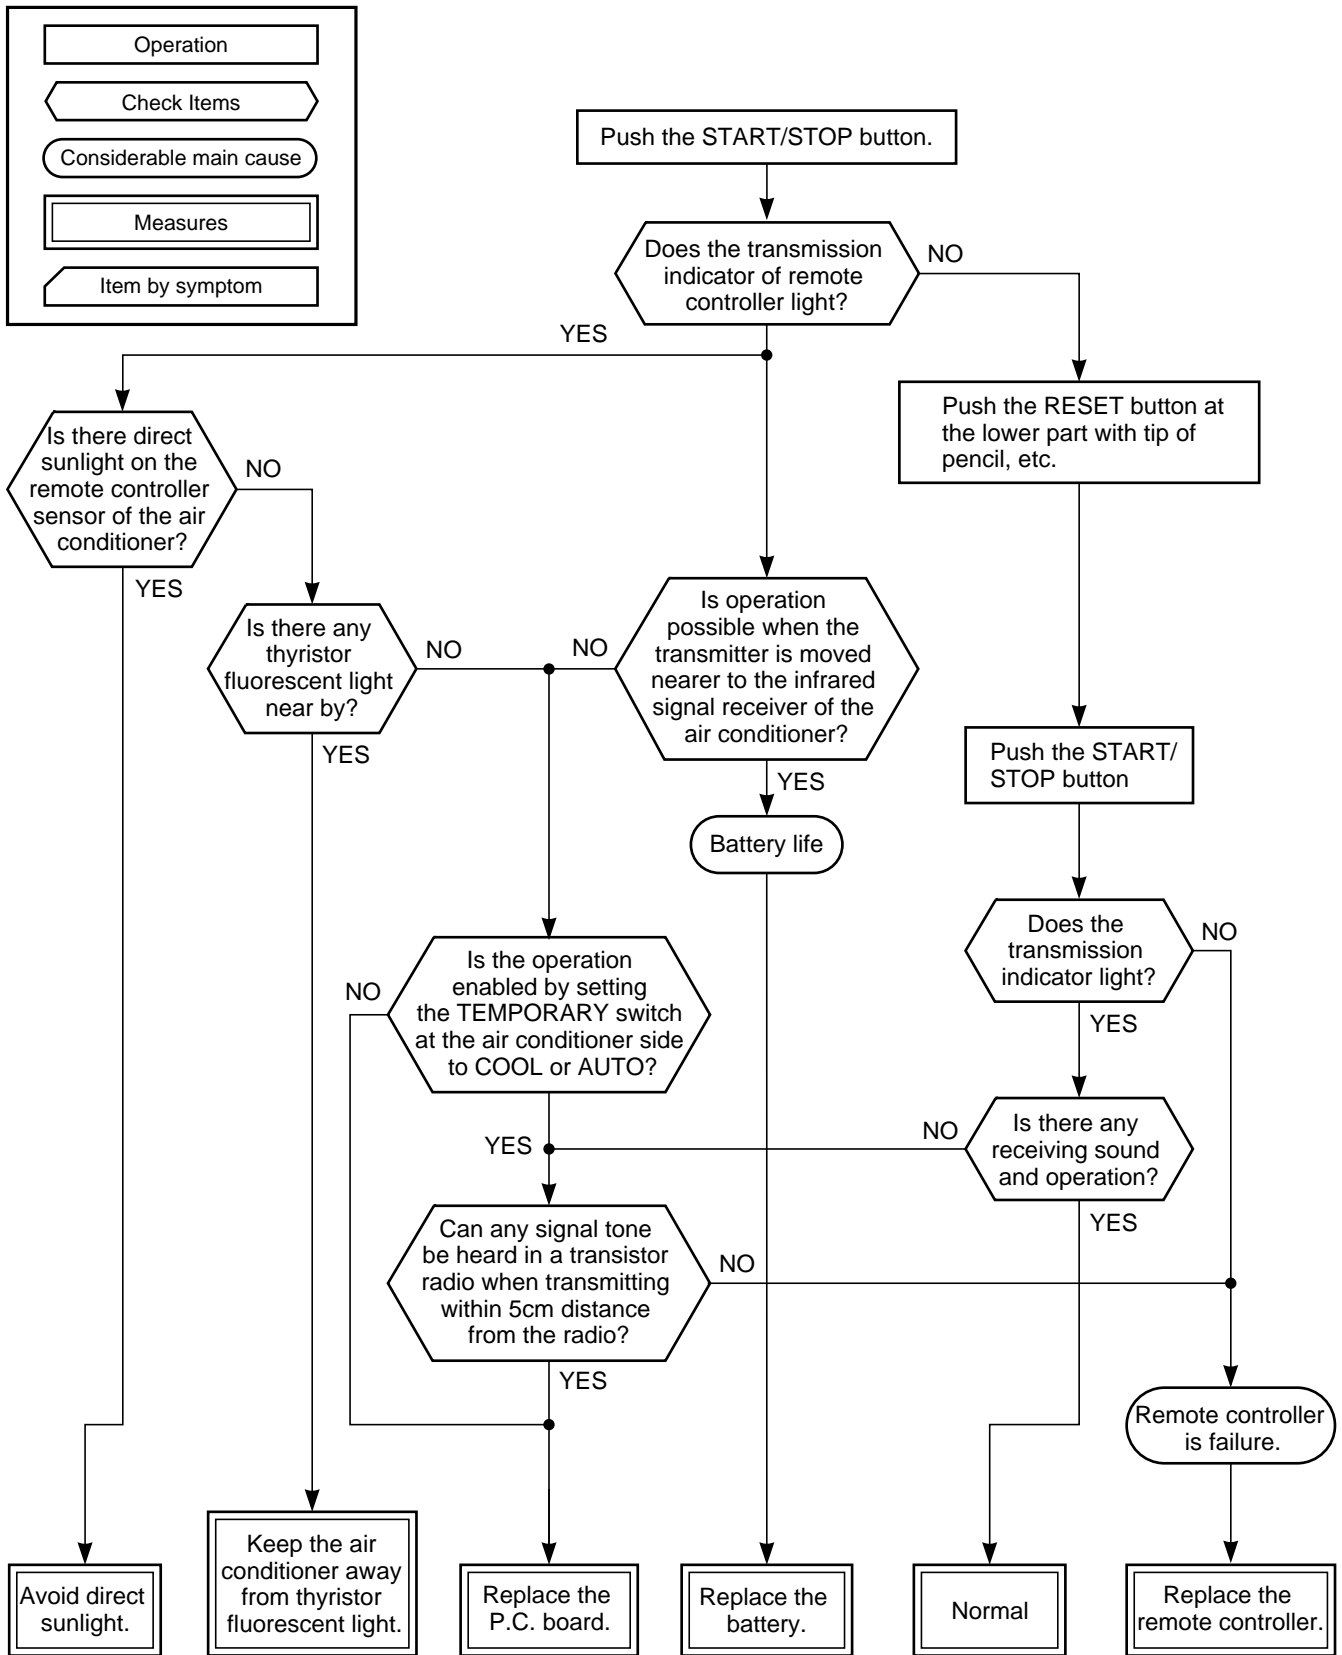 Operation
Check Items
Considerable main cause
Measures
Item by symptom
Push the START/STOP button.
Does the transmission
indicator of remote
controller light?
NO
YES
Push the RESET button at
the lower part with tip of
pencil, etc.
Is there direct
sunlight on the
remote controller
sensor of the air
conditioner?
NO
YES
Is there any
thyristor
fluorescent light
near by?
NO
YES
Is operation
possible when the
transmitter is moved
nearer to the infrared
signal receiver of the
air conditioner?
NO
YES
Battery life
Push the START/
STOP button
Does the
transmission
indicator light?
NO
YES
Is the operation
enabled by setting
the TEMPORARY switch
at the air conditioner side
to COOL or AUTO?
NO
YES
Is there any
receiving sound
and operation?
NO
YES
Can any signal tone
be heard in a transistor
radio when transmitting
within 5cm distance
from the radio?
NO
YES
Remote controller
is failure.
Avoid direct
sunlight.
Keep the air
conditioner away
from thyristor
fluorescent light.
Replace the
P.C. board.
Replace the
battery.
Normal
Replace the
remote controller.